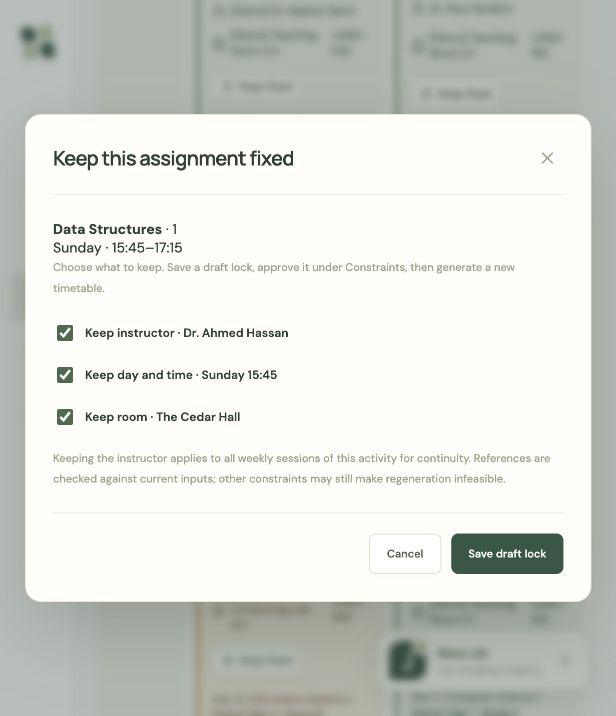 Keep this assignment fixed
Data Structures · 1
Sunday · 15:45–17:15
Choose what to keep. Save a draft lock, approve it under Constraints, then generate a new
timetable.
Keep instructor · Dr. Ahmed Hassan
Keep day and time · Sunday 15:45
Keep room · The Cedar Hall
Keeping the instructor applies to all weekly sessions of this activity for continuity. References are
checked against current inputs; other constraints may still make regeneration infeasible.
Cancel
Save draft lock